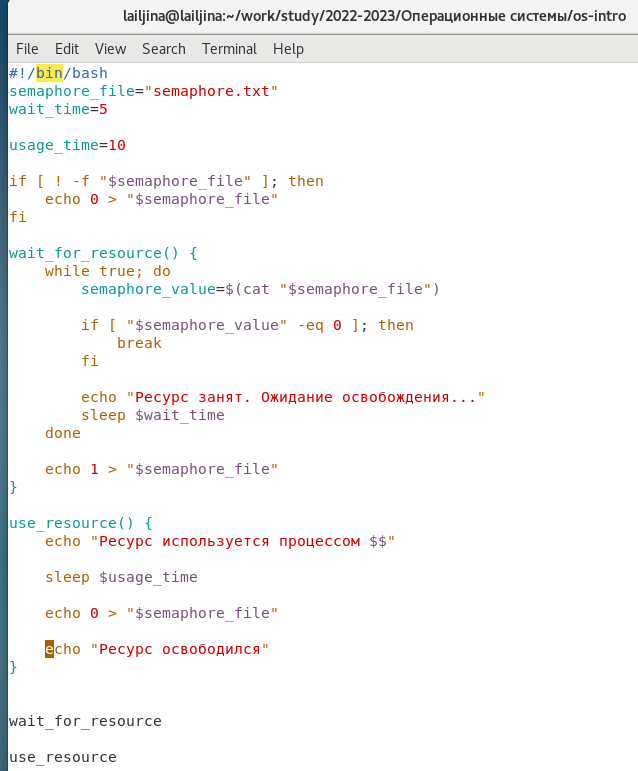 lailjina@lailjina:~/work/study/2022-2023/Операционные системы/os-intro
File Edit View Search Terminal Help
#!/bin/bash
semaphore_file="semaphore.txt"
wait_time=5
usage_time=10
if [ ! -f "$semaphore_file" ]; then
    echo 0 > "$semaphore_file"
fi
wait_for_resource() {
    while true; do
        semaphore_value=$(cat "$semaphore_file")
        if [ "$semaphore_value" -eq 0 ]; then
            break
        fi
        echo "Ресурс занят. Ожидание освобождения..."
        sleep $wait_time
    done
    echo 1 > "$semaphore_file"
}
use_resource() {
    echo "Ресурс используется процессом $$"
    sleep $usage_time
    echo 0 > "$semaphore_file"
    echo "Ресурс освободился"
}
wait_for_resource
use_resource